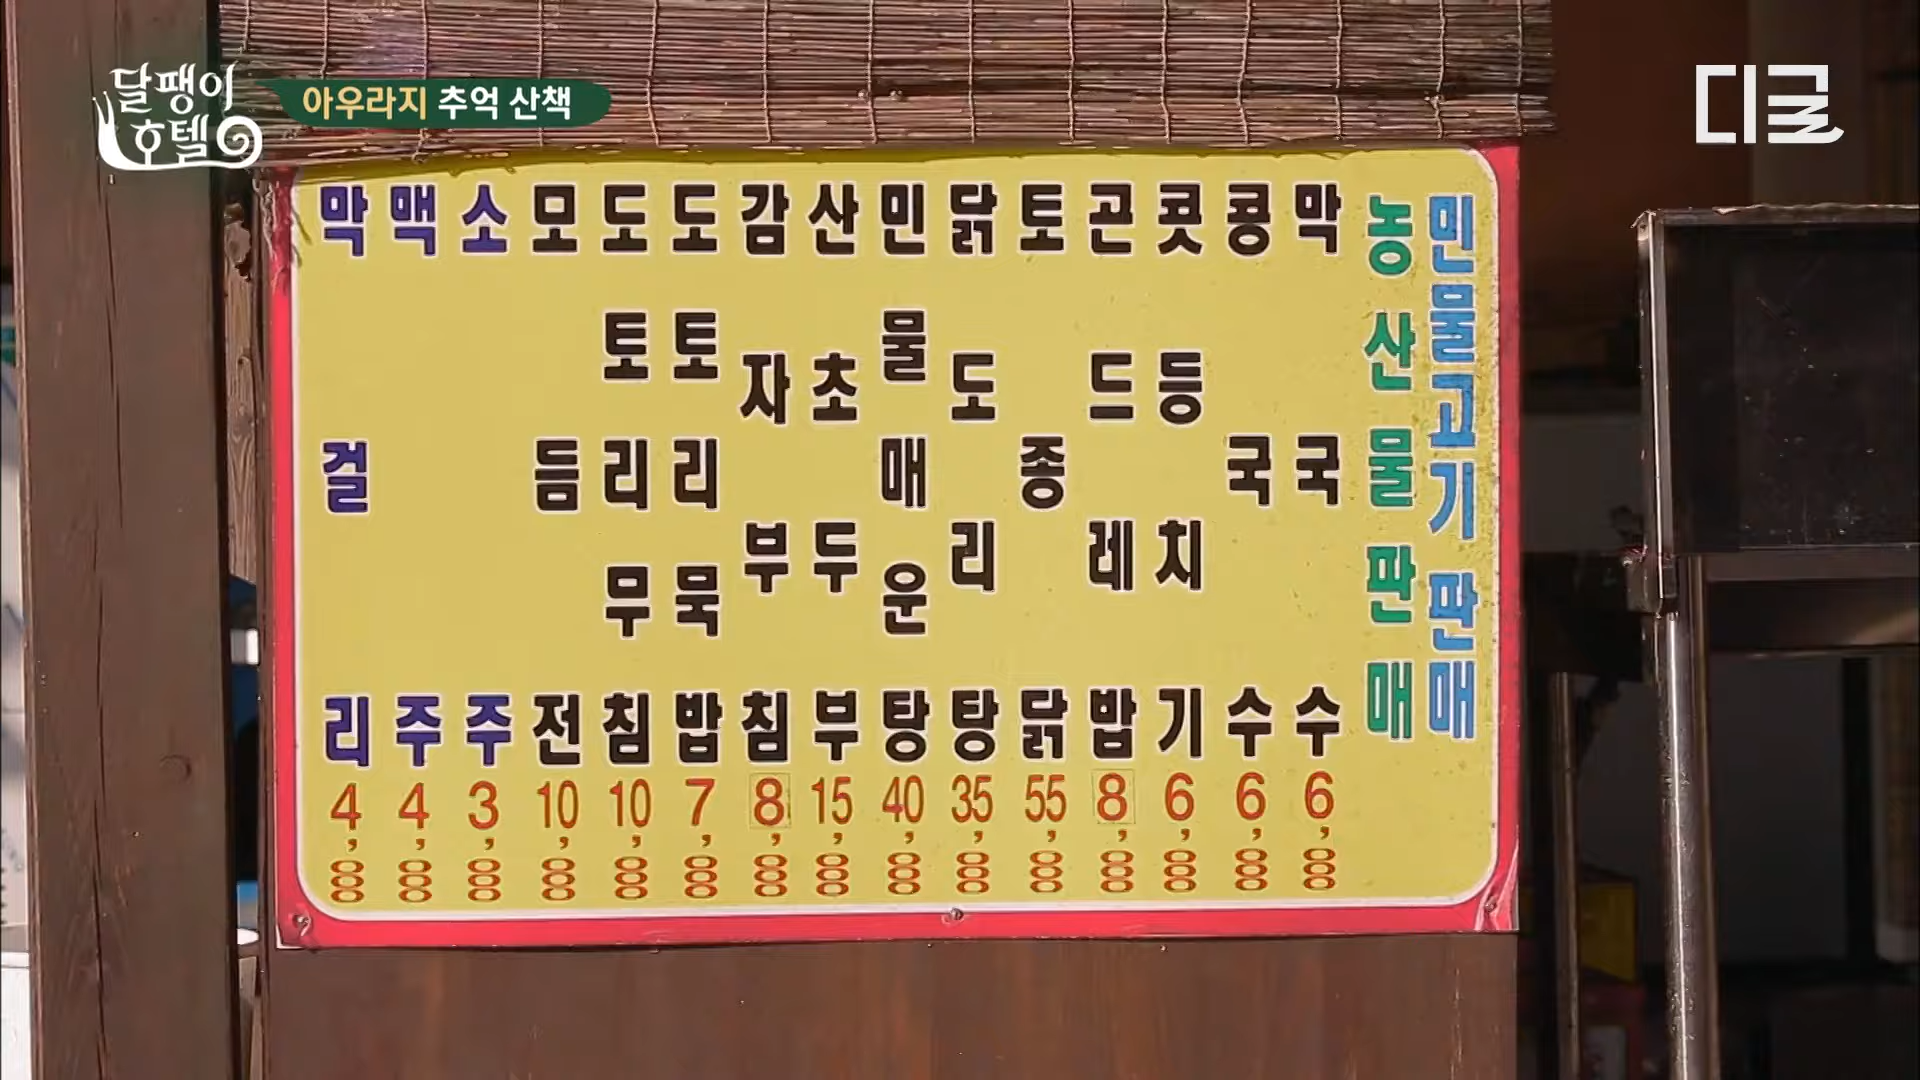 달팽이
호텔
아우라지 추억 산책
디글
민물고기 판매
농산물판매
막국수 6,000
콩국수 6,000
콧등치기 6,000
곤드레밥 8,000
토종닭 55,000
닭도리탕 35,000
민물매운탕 40,000
산초두부 15,000
감자부침 8,000
도토리묵밥 7,000
도토리무침 10,000
모듬전 10,000
소주 3,000
맥주 4,000
막걸리 4,000